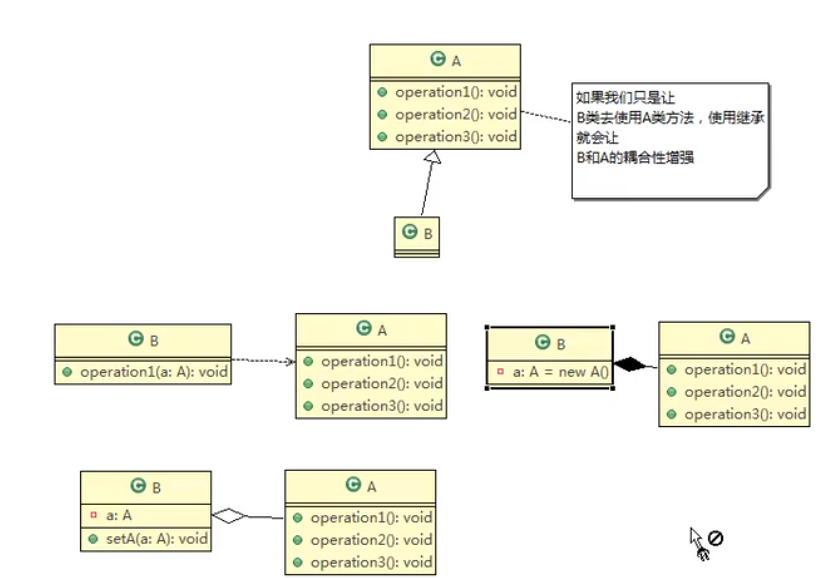 A
operation1(): void
operation2(): void
operation3(): void
如果我们只是让
B类去使用A类方法，使用继承
就会让
B和A的耦合性增强
B
B
operation1(a: A): void
A
operation1(): void
operation2(): void
operation3(): void
B
a: A = new A()
A
operation1(): void
operation2(): void
operation3(): void
B
a: A
setA(a: A): void
A
operation1(): void
operation2(): void
operation3(): void